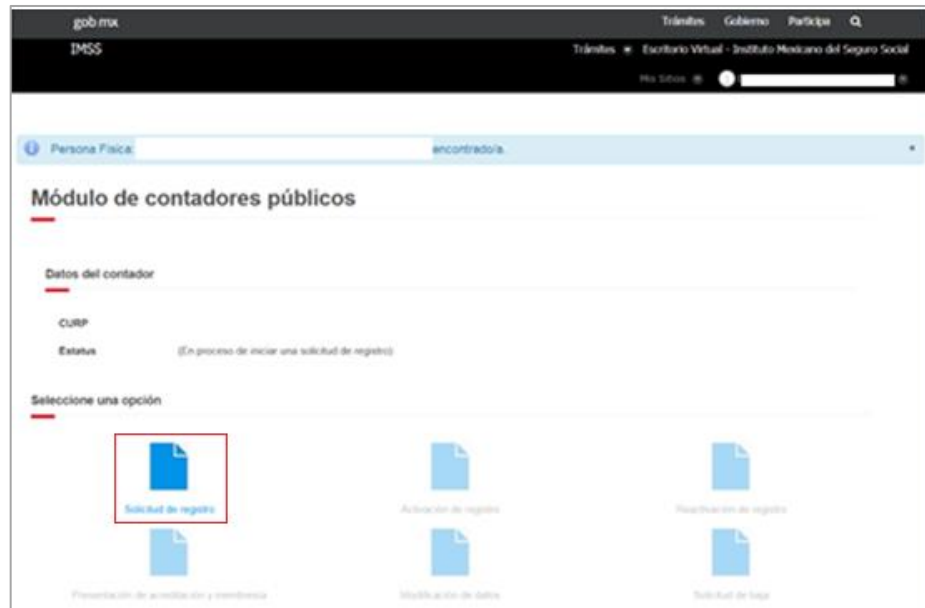 gob mx Trámites Gobierno Participa
IMSS Trámites Escritorio Virtual - Instituto Mexicano del Seguro Social
Mis Sitios
Persona Física: encontrado/a.
Módulo de contadores públicos
Datos del contador
CURP
Estatus (En proceso de iniciar una solicitud de registro)
Seleccione una opción
Solicitud de registro Activación de registro Reactivación de registro
Presentación de acreditación y membresía Modificación de datos Solicitud de baja